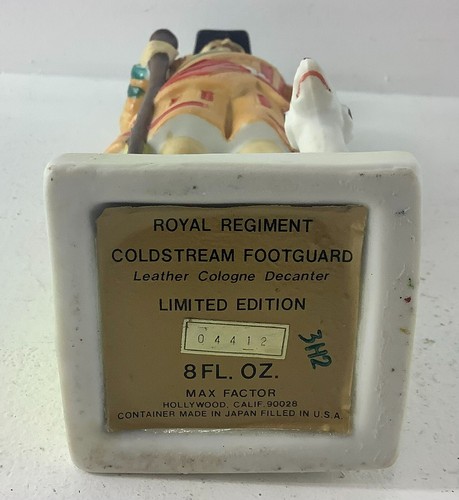 ROYAL REGIMENT
COLDSTREAM FOOTGUARD
Leather Cologne Decanter
LIMITED EDITION
04412
3H2
8 FL. OZ.
MAX FACTOR
HOLLYWOOD, CALIF. 90028
CONTAINER MADE IN JAPAN FILLED IN U.S.A.